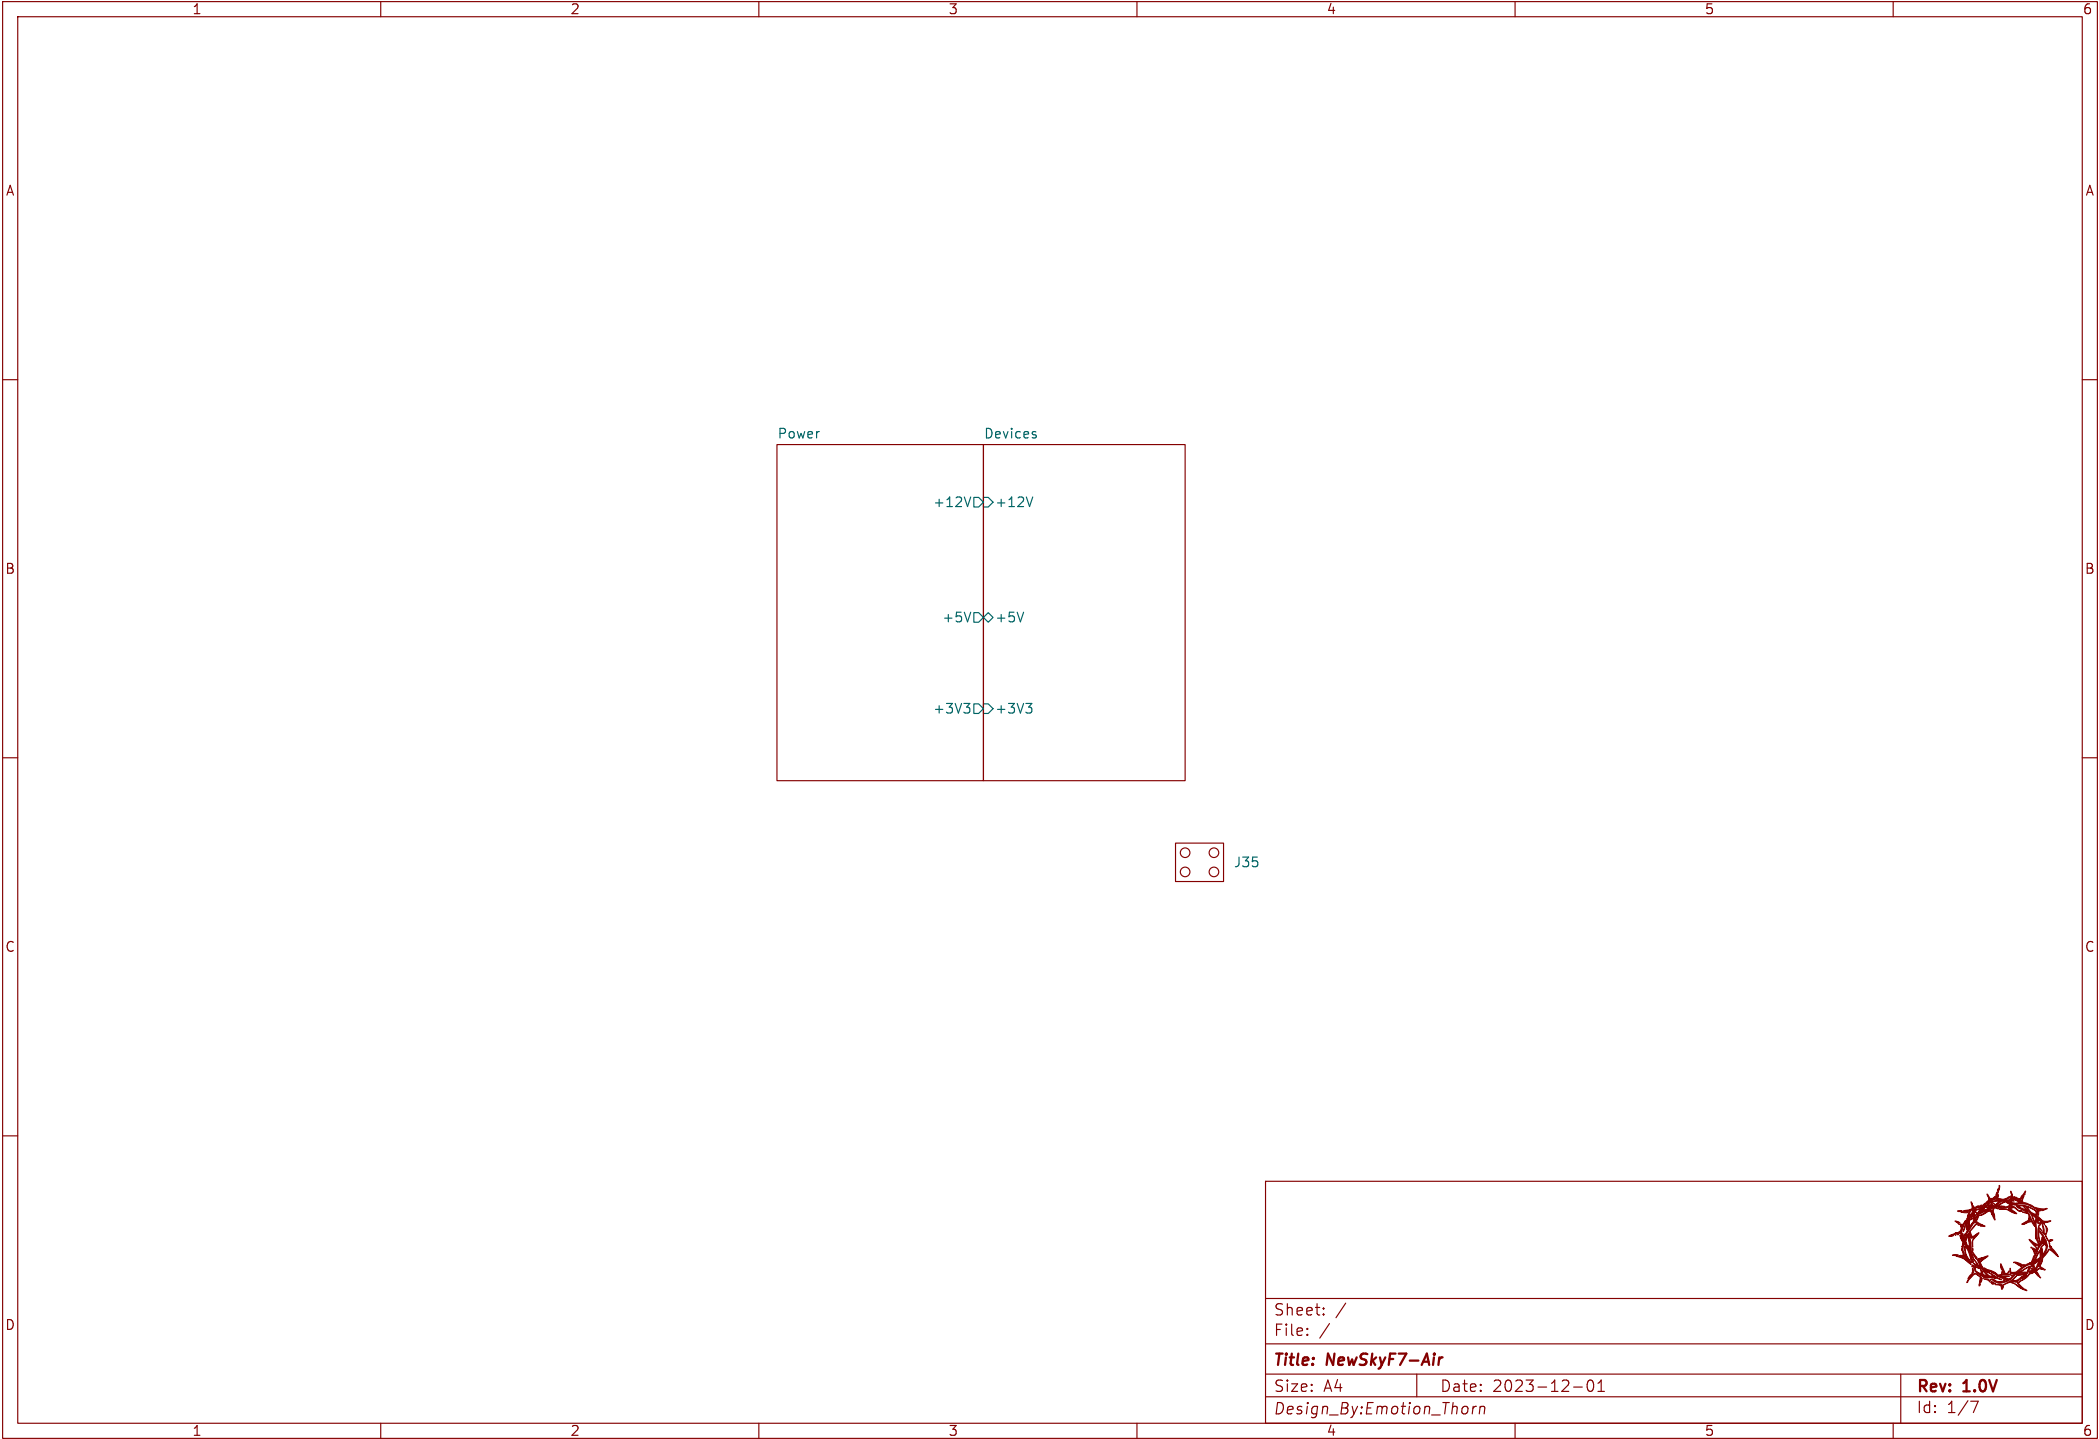 1 2 3 4 5 6
A A
Power Devices
+12V +12V
B B
+5V +5V
+3V3 +3V3
J35
C C
Sheet: /
File: /
D D
Title: NewSkyF7-Air
Size: A4 Date: 2023-12-01 Rev: 1.0V
Design_By:Emotion_Thorn Id: 1/7
1 2 3 4 5 6